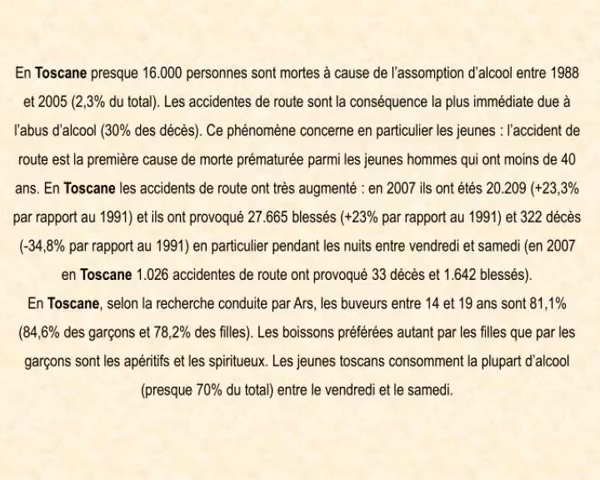 En Toscane presque 16.000 personnes sont mortes à cause de l’assomption d’alcool entre 1988
et 2005 (2,3% du total). Les accidentes de route sont la conséquence la plus immédiate due à
l’abus d’alcool (30% des décès). Ce phénomène concerne en particulier les jeunes : l’accident de
route est la première cause de morte prématurée parmi les jeunes hommes qui ont moins de 40
ans. En Toscane les accidents de route ont très augmenté : en 2007 ils ont étés 20.209 (+23,3%
par rapport au 1991) et ils ont provoqué 27.665 blessés (+23% par rapport au 1991) et 322 décès
(-34,8% par rapport au 1991) en particulier pendant les nuits entre vendredi et samedi (en 2007
en Toscane 1.026 accidentes de route ont provoqué 33 décès et 1.642 blessés).
En Toscane, selon la recherche conduite par Ars, les buveurs entre 14 et 19 ans sont 81,1%
(84,6% des garçons et 78,2% des filles). Les boissons préférées autant par les filles que par les
garçons sont les apéritifs et les spiritueux. Les jeunes toscans consomment la plupart d’alcool
(presque 70% du total) entre le vendredi et le samedi.